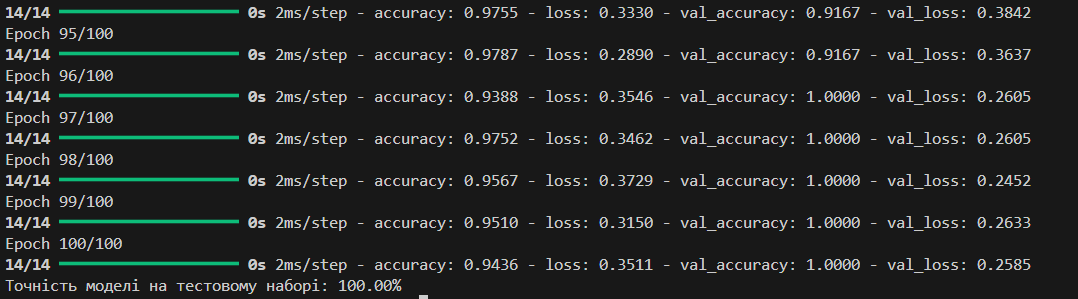 14/14 ━━━━━━━━━━━━━━━━━━━━ 0s 2ms/step - accuracy: 0.9755 - loss: 0.3330 - val_accuracy: 0.9167 - val_loss: 0.3842
Epoch 95/100
14/14 ━━━━━━━━━━━━━━━━━━━━ 0s 2ms/step - accuracy: 0.9787 - loss: 0.2890 - val_accuracy: 0.9167 - val_loss: 0.3637
Epoch 96/100
14/14 ━━━━━━━━━━━━━━━━━━━━ 0s 2ms/step - accuracy: 0.9388 - loss: 0.3546 - val_accuracy: 1.0000 - val_loss: 0.2605
Epoch 97/100
14/14 ━━━━━━━━━━━━━━━━━━━━ 0s 2ms/step - accuracy: 0.9752 - loss: 0.3462 - val_accuracy: 1.0000 - val_loss: 0.2605
Epoch 98/100
14/14 ━━━━━━━━━━━━━━━━━━━━ 0s 2ms/step - accuracy: 0.9567 - loss: 0.3729 - val_accuracy: 1.0000 - val_loss: 0.2452
Epoch 99/100
14/14 ━━━━━━━━━━━━━━━━━━━━ 0s 2ms/step - accuracy: 0.9510 - loss: 0.3150 - val_accuracy: 1.0000 - val_loss: 0.2633
Epoch 100/100
14/14 ━━━━━━━━━━━━━━━━━━━━ 0s 2ms/step - accuracy: 0.9436 - loss: 0.3511 - val_accuracy: 1.0000 - val_loss: 0.2585
Точність моделі на тестовому наборі: 100.00%